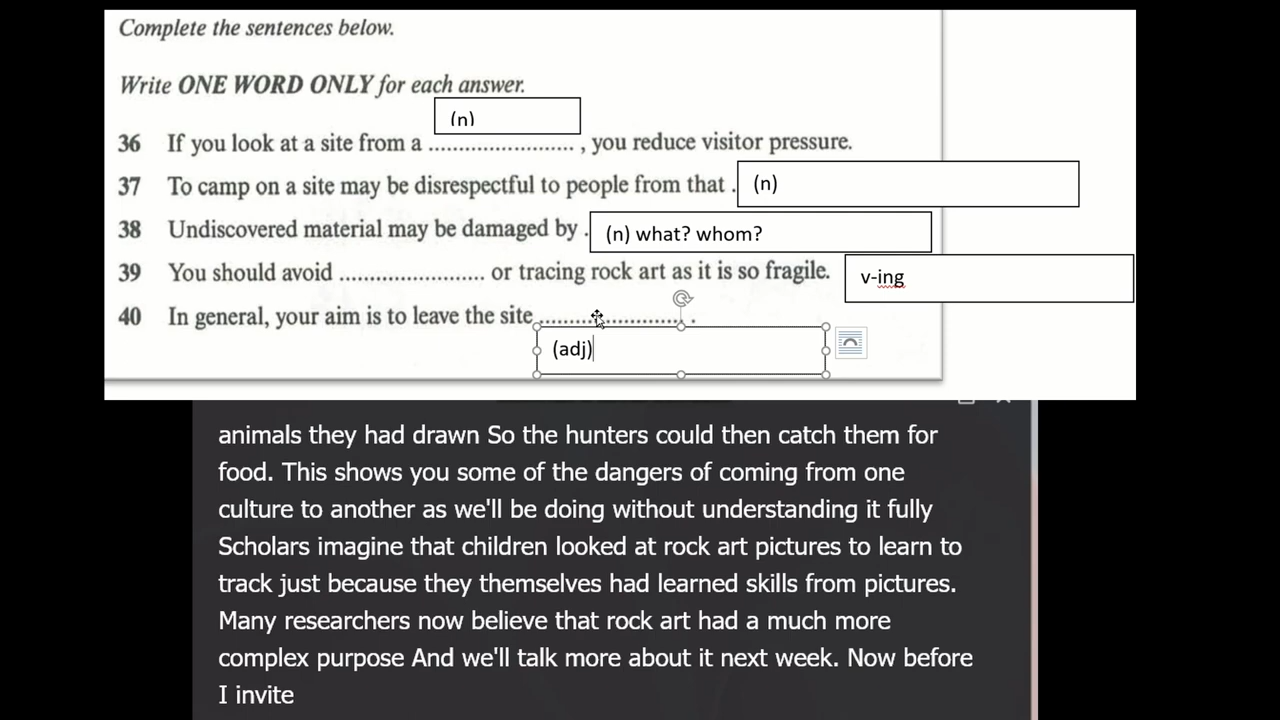 Complete the sentences below.
Write ONE WORD ONLY for each answer.
(n)
36 If you look at a site from a ........................ , you reduce visitor pressure.
37 To camp on a site may be disrespectful to people from that . (n)
38 Undiscovered material may be damaged by . (n) what? whom?
39 You should avoid ........................ or tracing rock art as it is so fragile. v-ing
40 In general, your aim is to leave the site ........................ .
(adj)
animals they had drawn So the hunters could then catch them for
food. This shows you some of the dangers of coming from one
culture to another as we'll be doing without understanding it fully
Scholars imagine that children looked at rock art pictures to learn to
track just because they themselves had learned skills from pictures.
Many researchers now believe that rock art had a much more
complex purpose And we'll talk more about it next week. Now before
I invite